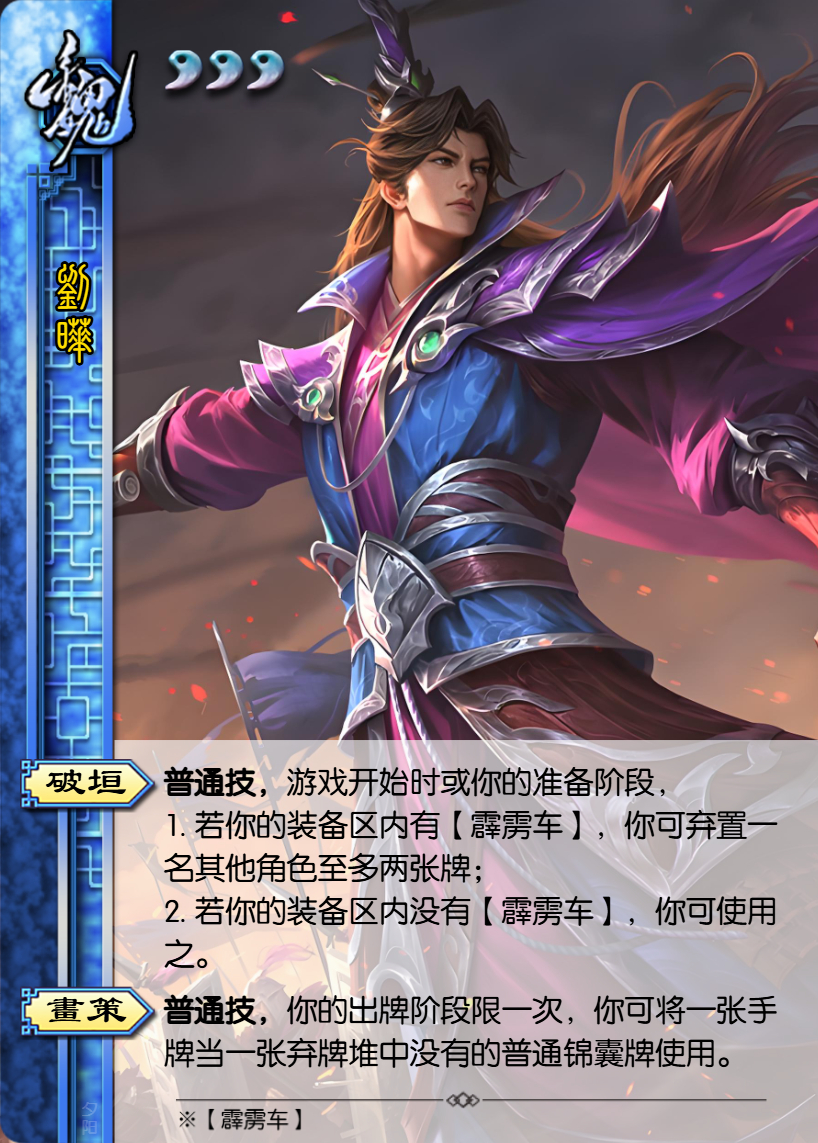 魏
劉曄
破垣
普通技，游戏开始时或你的准备阶段，
1. 若你的装备区内有【霹雳车】，你可弃置一
名其他角色至多两张牌；
2. 若你的装备区内没有【霹雳车】，你可使用
之。
畫策
普通技，你的出牌阶段限一次，你可将一张手
牌当一张弃牌堆中没有的普通锦囊牌使用。
※【霹雳车】
夕阳